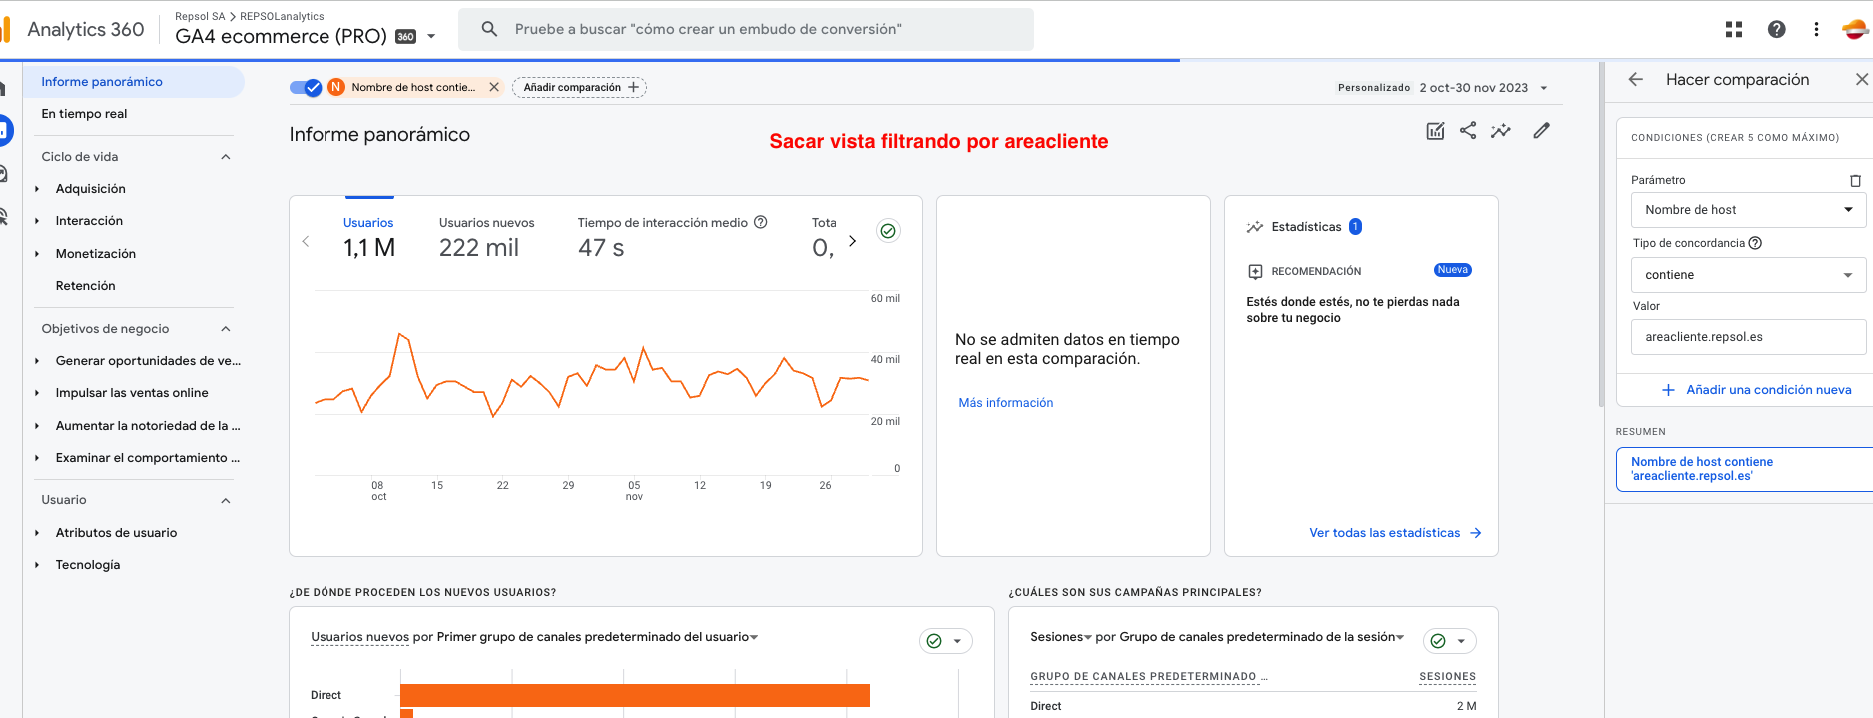 Analytics 360
Repsol SA > REPSOLanalytics
GA4 ecommerce (PRO) 360
Pruebe a buscar "cómo crear un embudo de conversión"
Informe panorámico
En tiempo real
Ciclo de vida
Adquisición
Interacción
Monetización
Retención
Objetivos de negocio
Generar oportunidades de ve...
Impulsar las ventas online
Aumentar la notoriedad de la ...
Examinar el comportamiento ...
Usuario
Atributos de usuario
Tecnología
N Nombre de host contie...
Añadir comparación
Personalizado 2 oct-30 nov 2023
Informe panorámico
Sacar vista filtrando por areacliente
Usuarios
1,1 M
Usuarios nuevos
222 mil
Tiempo de interacción medio
47 s
Tota
0,
60 mil
40 mil
20 mil
0
08
oct
15
22
29
05
nov
12
19
26
No se admiten datos en tiempo
real en esta comparación.
Más información
Estadísticas 1
RECOMENDACIÓN
Nueva
Estés donde estés, no te pierdas nada
sobre tu negocio
Ver todas las estadísticas
¿DE DÓNDE PROCEDEN LOS NUEVOS USUARIOS?
Usuarios nuevos por Primer grupo de canales predeterminado del usuario
Direct
¿CUÁLES SON SUS CAMPAÑAS PRINCIPALES?
Sesiones por Grupo de canales predeterminado de la sesión
GRUPO DE CANALES PREDETERMINADO ... SESIONES
Direct 2 M
Hacer comparación
CONDICIONES (CREAR 5 COMO MÁXIMO)
Parámetro
Nombre de host
Tipo de concordancia
contiene
Valor
areacliente.repsol.es
Añadir una condición nueva
RESUMEN
Nombre de host contiene
'areacliente.repsol.es'